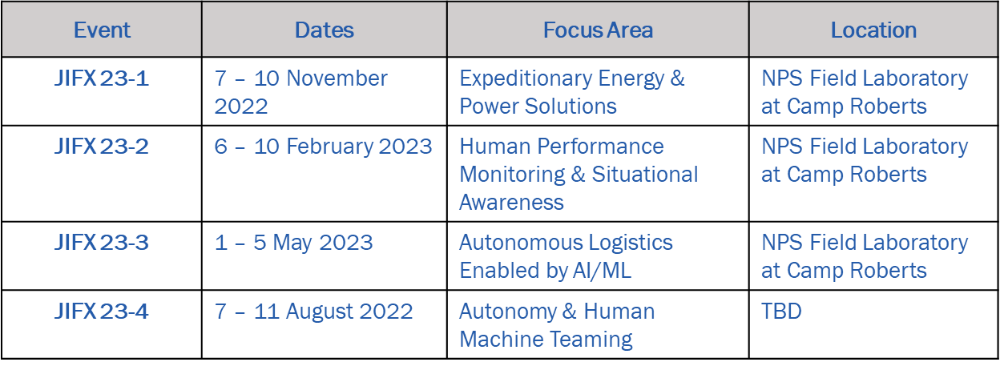 Event Dates Focus Area Location
JIFX 23-1 7 – 10 November Expeditionary Energy & NPS Field Laboratory
2022 Power Solutions at Camp Roberts
JIFX 23-2 6 – 10 February 2023 Human Performance NPS Field Laboratory
Monitoring & Situational at Camp Roberts
Awareness
JIFX 23-3 1 – 5 May 2023 Autonomous Logistics NPS Field Laboratory
Enabled by AI/ML at Camp Roberts
JIFX 23-4 7 – 11 August 2022 Autonomy & Human TBD
Machine Teaming